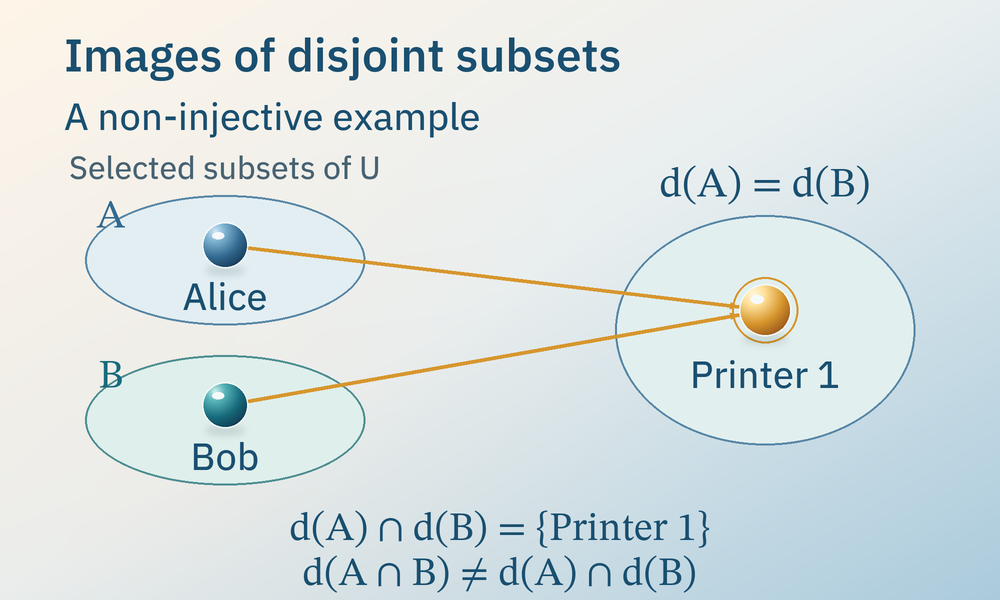 Images of disjoint subsets
A non-injective example
Selected subsets of U
d(A) = d(B)
A
Alice
Printer 1
B
Bob
d(A) ∩ d(B) = {Printer 1}
d(A ∩ B) ≠ d(A) ∩ d(B)